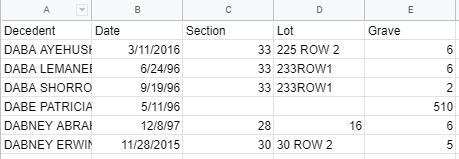 A B C D E
Decedent Date Section Lot Grave
DABA AYEHUSH 3/11/2016 33 225 ROW 2 6
DABA LEMANEE 6/24/96 33 233ROW1 6
DABA SHORRO 9/19/96 33 233ROW1 2
DABE PATRICIA 5/11/96 510
DABNEY ABRAH 12/8/97 28 16 6
DABNEY ERWIN 11/28/2015 30 30 ROW 2 5